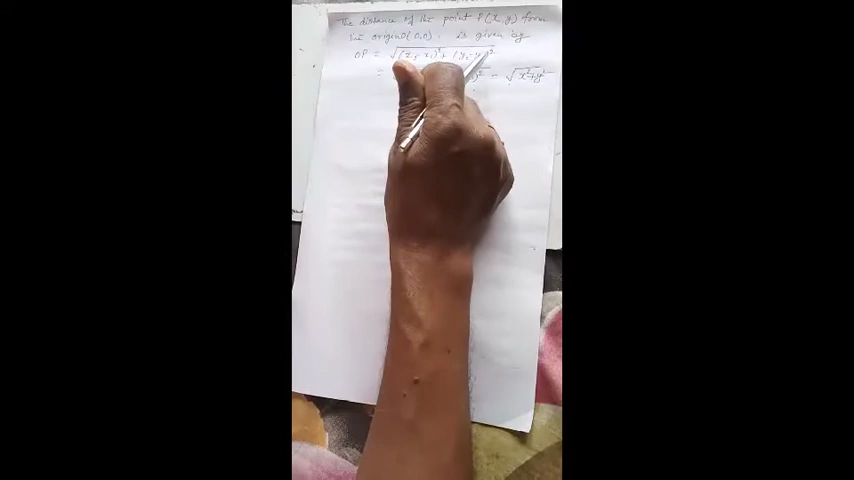 The distance of the point P(x, y) from
the origin O(0,0). is given by
OP = √(x₂-x₁)²+(y₂-y₁)²
= )² = √x²+y²